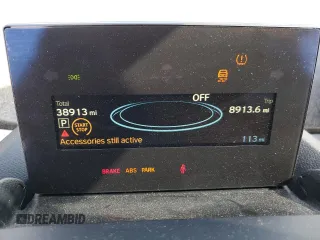 OFF
Total
Trip
38913 mi
8913.6 mi
P
START
STOP
Accessories still active
113 mi
BRAKE ABS PARK
DREAMBID